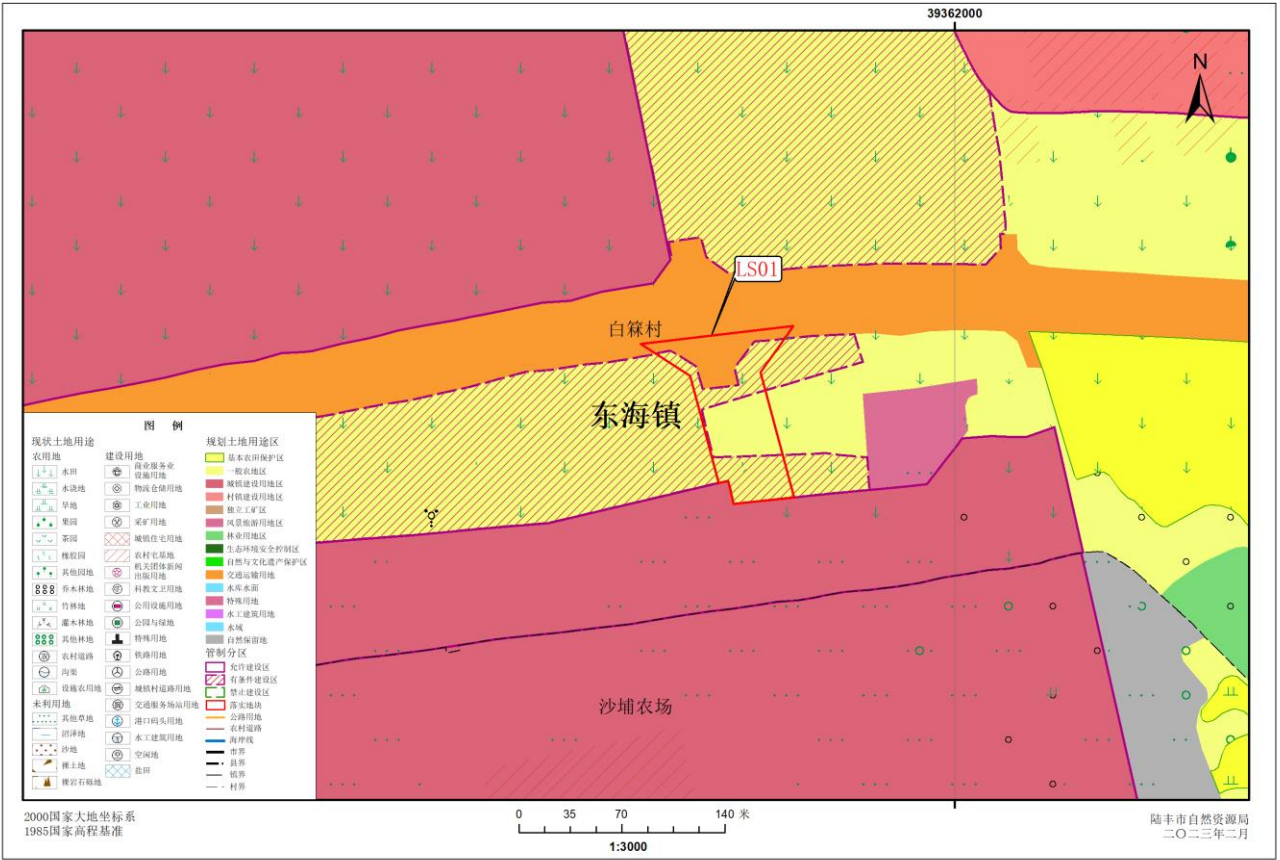 39362000
N
LS01
白箖村
东海镇
沙埔农场
图 例
现状土地用途
农用地
水田
水浇地
旱地
果园
茶园
橡胶园
其他园地
乔木林地
竹林地
灌木林地
其他林地
农村道路
沟渠
设施农用地
未利用地
其他草地
沼泽地
沙地
裸土地
裸岩石砾地
建设用地
商业服务业
设施用地
物流仓储用地
工业用地
采矿用地
城镇住宅用地
农村宅基地
机关团体新闻
出版用地
科教文卫用地
公用设施用地
公园与绿地
特殊用地
铁路用地
公路用地
城镇村道路用地
交通服务场站用地
港口码头用地
水工建筑用地
空闲地
盐田
规划土地用途区
基本农田保护区
一般农地区
城镇建设用地区
村镇建设用地区
独立工矿区
风景旅游用地区
林业用地区
生态环境安全控制区
自然与文化遗产保护区
交通运输用地
水库水面
特殊用地
水工建筑用地
水域
自然保留地
管制分区
允许建设区
有条件建设区
禁止建设区
落实地块
公路用地
农村道路
海岸线
市界
县界
镇界
村界
2000国家大地坐标系
1985国家高程基准
0 35 70 140 米
1:3000
陆丰市自然资源局
二〇二三年二月